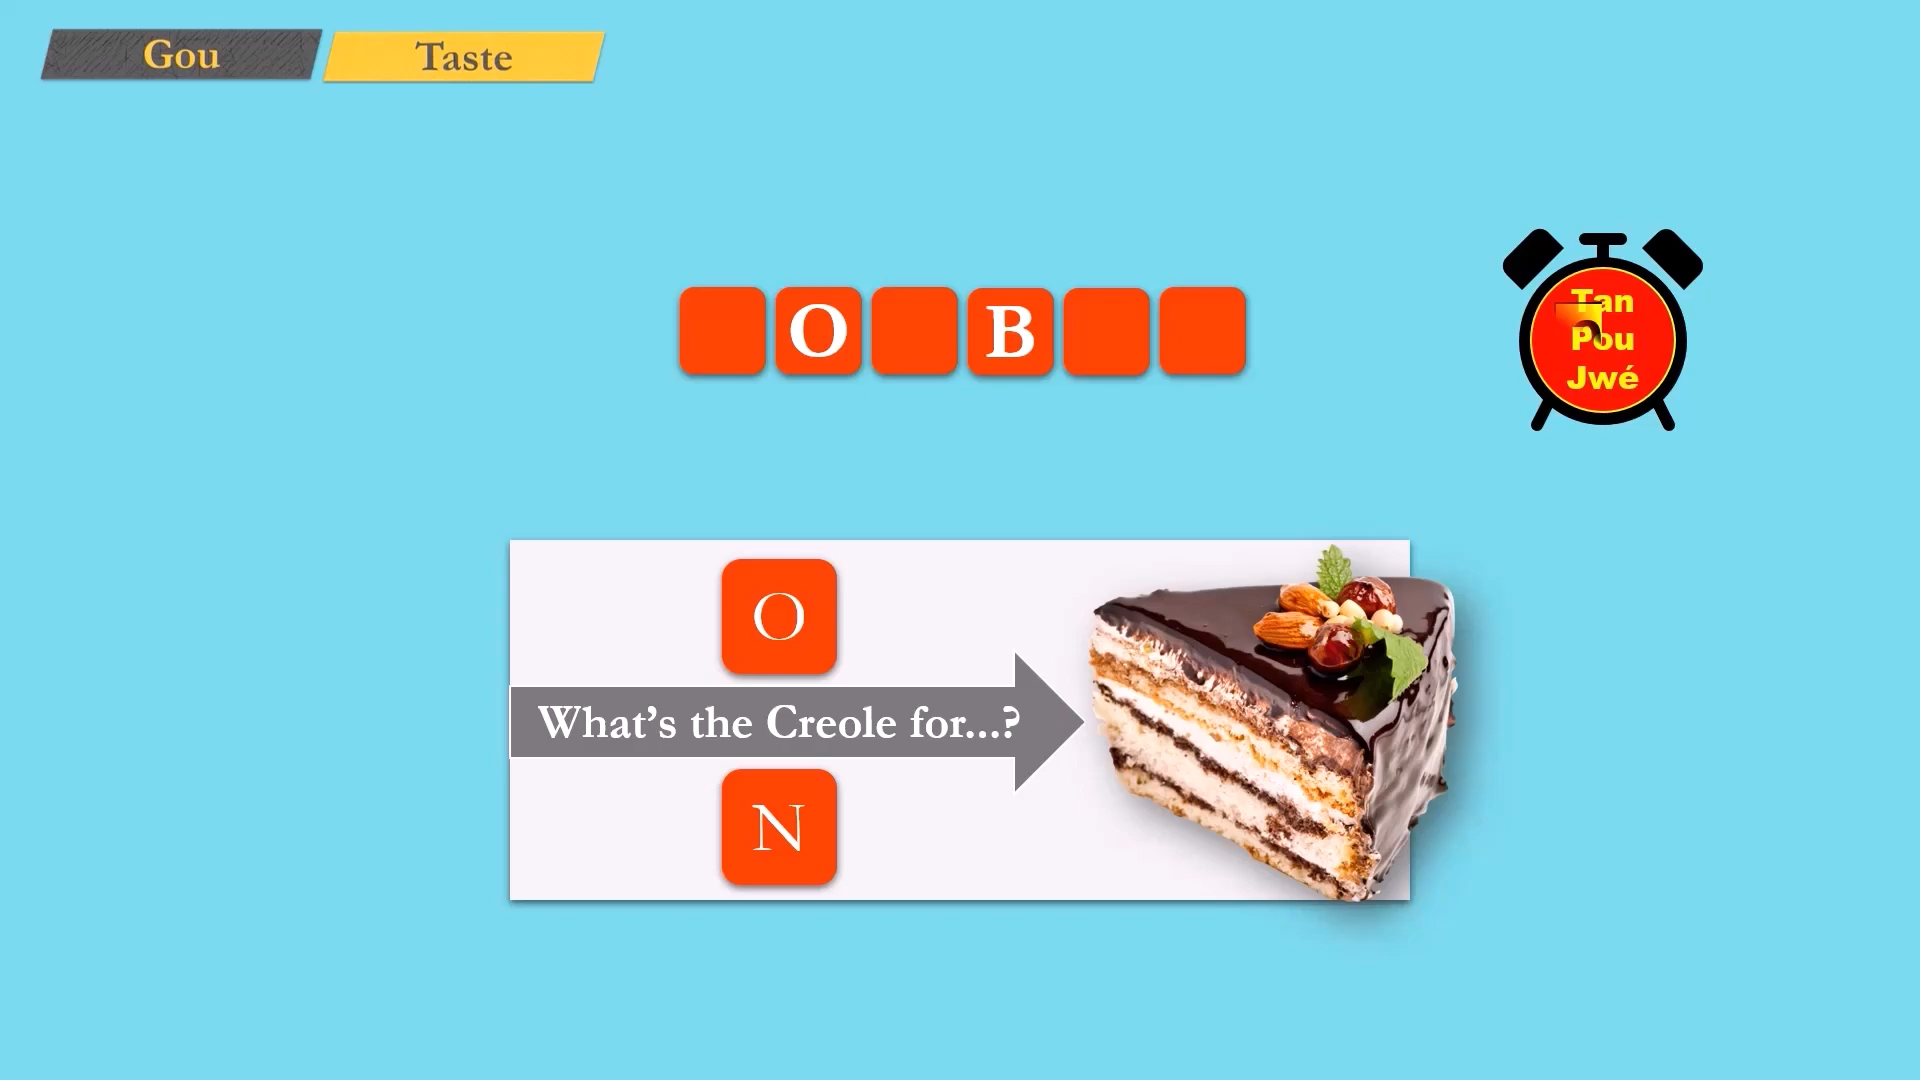 Gou
Taste
O B
Tan
Pou
Jwé
O
What's the Creole for...?
N